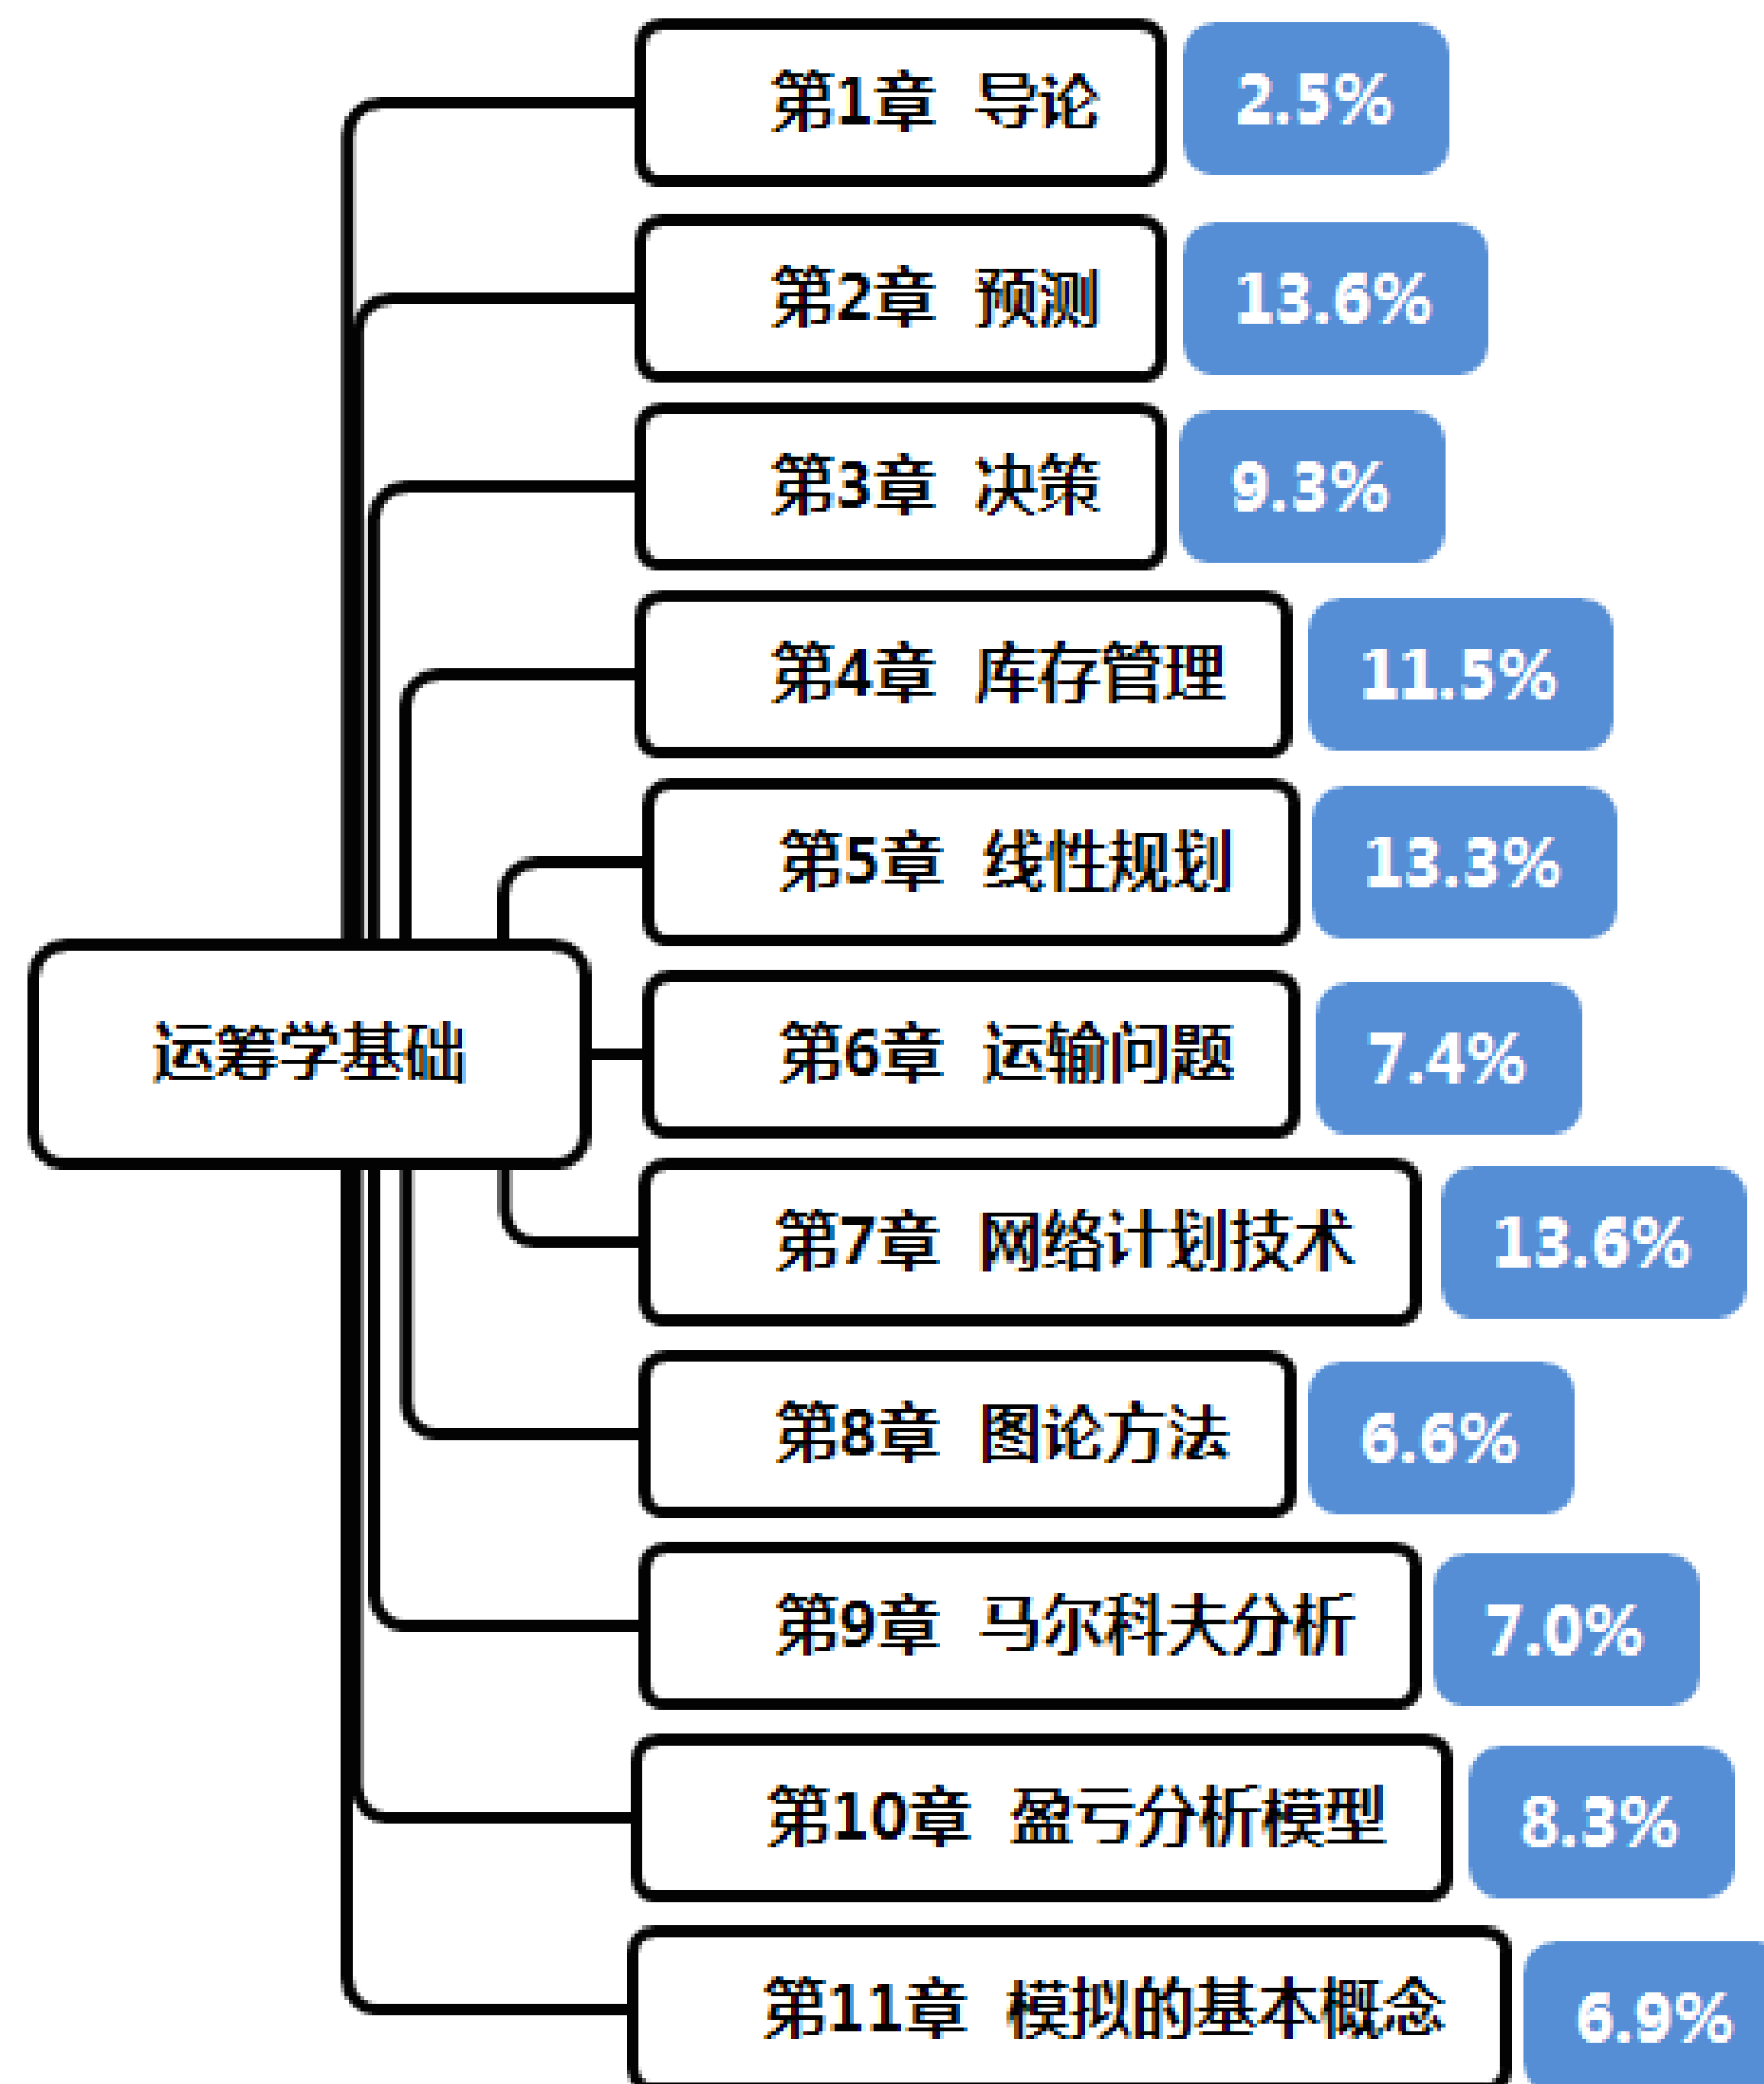 第1章 导论 2.5%
第2章 预测 13.6%
第3章 决策 9.3%
第4章 库存管理 11.5%
第5章 线性规划 13.3%
运筹学基础
第6章 运输问题 7.4%
第7章 网络计划技术 13.6%
第8章 图论方法 6.6%
第9章 马尔科夫分析 7.0%
第10章 盈亏分析模型 8.3%
第11章 模拟的基本概念 6.9%